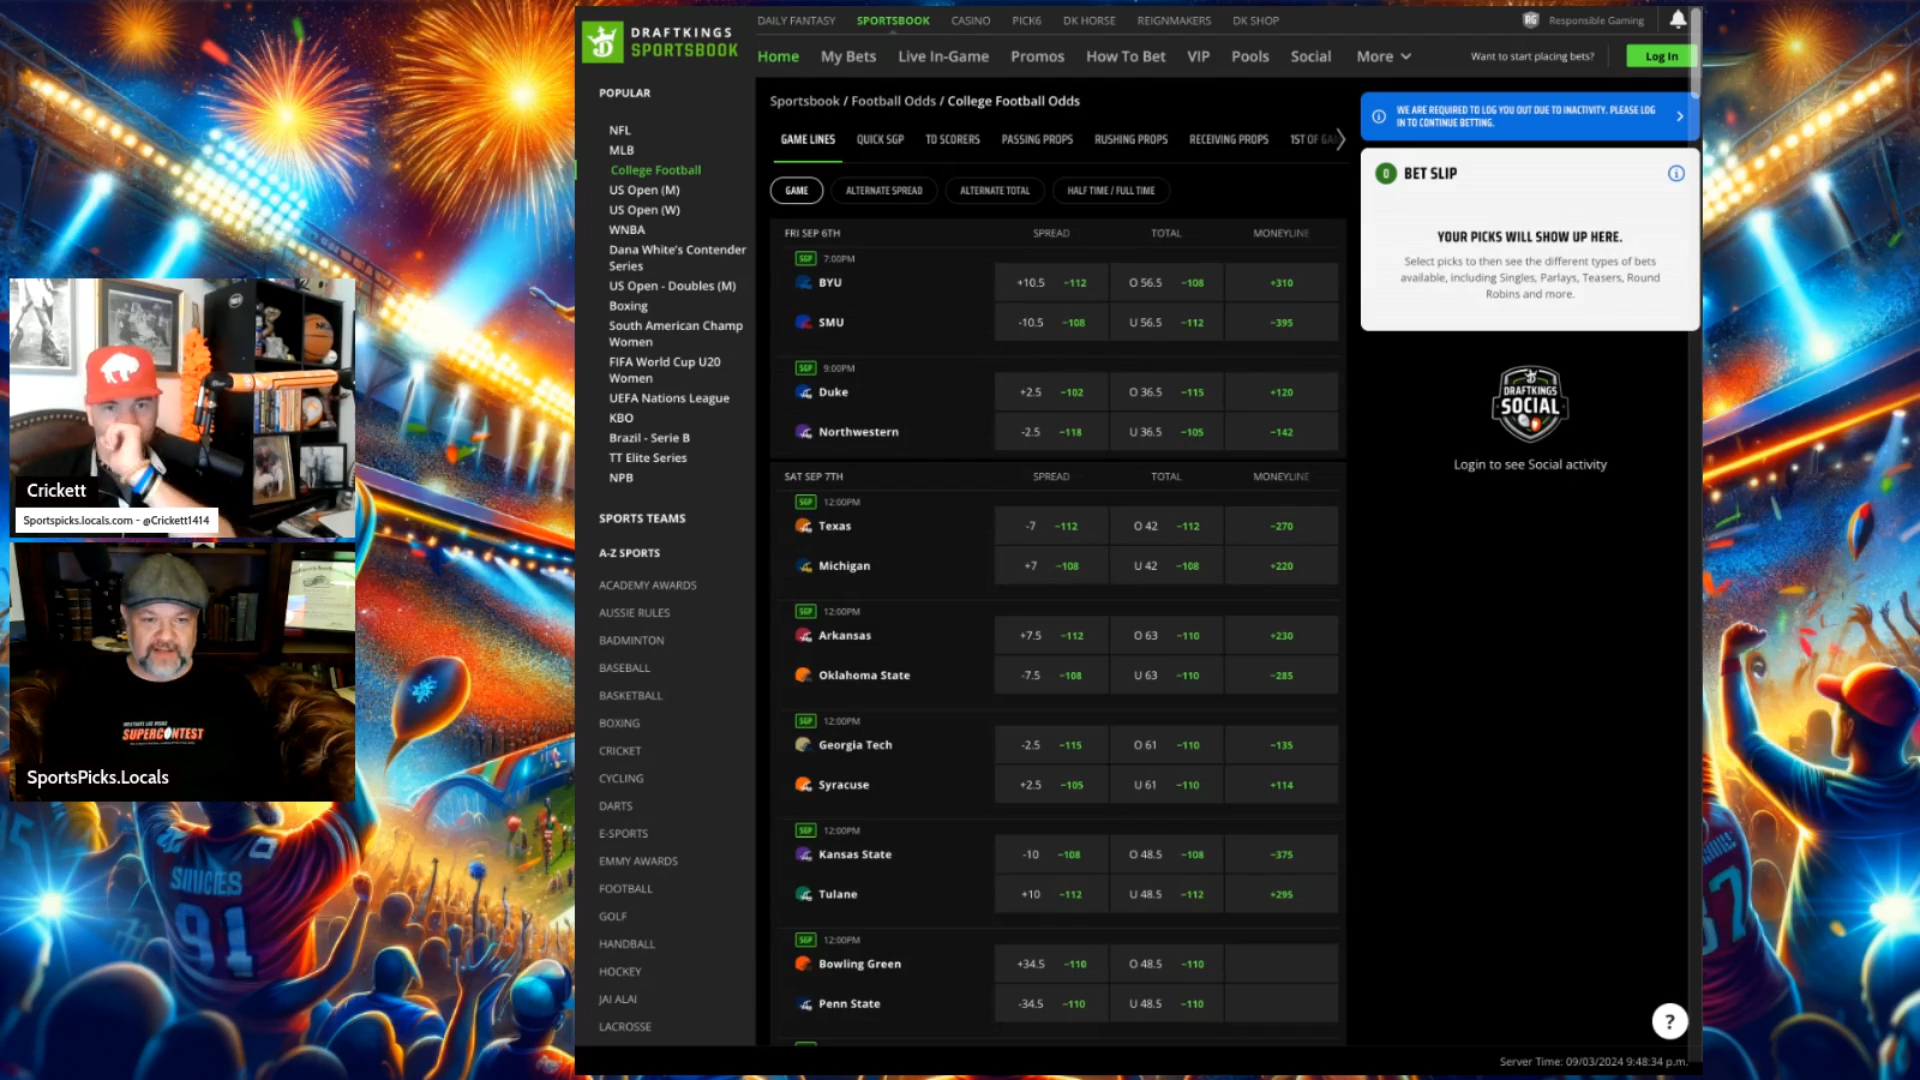 DRAFTKINGS
SPORTSBOOK
DAILY FANTASY SPORTSBOOK CASINO PICK6 DK HORSE REIGNMAKERS DK SHOP
RG Responsible Gaming
Home My Bets Live In-Game Promos How To Bet VIP Pools Social More
Want to start placing bets? Log In
POPULAR
NFL
MLB
College Football
US Open (M)
US Open (W)
WNBA
Dana White's Contender
Series
US Open - Doubles (M)
Boxing
South American Champ
Women
FIFA World Cup U20
Women
UEFA Nations League
KBO
Brazil - Serie B
TT Elite Series
NPB
SPORTS TEAMS
A-Z SPORTS
ACADEMY AWARDS
AUSSIE RULES
BADMINTON
BASEBALL
BASKETBALL
BOXING
CRICKET
CYCLING
DARTS
E-SPORTS
EMMY AWARDS
FOOTBALL
GOLF
HANDBALL
HOCKEY
JAI ALAI
LACROSSE
Sportsbook / Football Odds / College Football Odds
GAME LINES QUICK SGP TD SCORERS PASSING PROPS RUSHING PROPS RECEIVING PROPS 1ST OF GA
GAME ALTERNATE SPREAD ALTERNATE TOTAL HALF TIME / FULL TIME
FRI SEP 6TH SPREAD TOTAL MONEYLINE
SGP 7:00PM
BYU +10.5 −112 O 56.5 −108 +310
SMU -10.5 −108 U 56.5 −112 −395
SGP 9:00PM
Duke +2.5 −102 O 36.5 −115 +120
Northwestern -2.5 −118 U 36.5 −105 −142
SAT SEP 7TH SPREAD TOTAL MONEYLINE
SGP 12:00PM
Texas -7 −112 O 42 −112 −270
Michigan +7 −108 U 42 −108 +220
SGP 12:00PM
Arkansas +7.5 −112 O 63 −110 +230
Oklahoma State -7.5 −108 U 63 −110 −285
SGP 12:00PM
Georgia Tech -2.5 −115 O 61 −110 −135
Syracuse +2.5 −105 U 61 −110 +114
SGP 12:00PM
Kansas State -10 −108 O 48.5 −108 −375
Tulane +10 −112 U 48.5 −112 +295
SGP 12:00PM
Bowling Green +34.5 −110 O 48.5 −110
Penn State -34.5 −110 U 48.5 −110
WE ARE REQUIRED TO LOG YOU OUT DUE TO INACTIVITY. PLEASE LOG
IN TO CONTINUE BETTING.
0 BET SLIP
YOUR PICKS WILL SHOW UP HERE.
Select picks to then see the different types of bets
available, including Singles, Parlays, Teasers, Round
Robins and more.
DRAFTKINGS
SOCIAL
Login to see Social activity
?
Server Time: 09/03/2024 9:48:34 p.m.
Crickett
Sportspicks.locals.com - @Crickett1414
SUPERCONTEST
SportsPicks.Locals
91